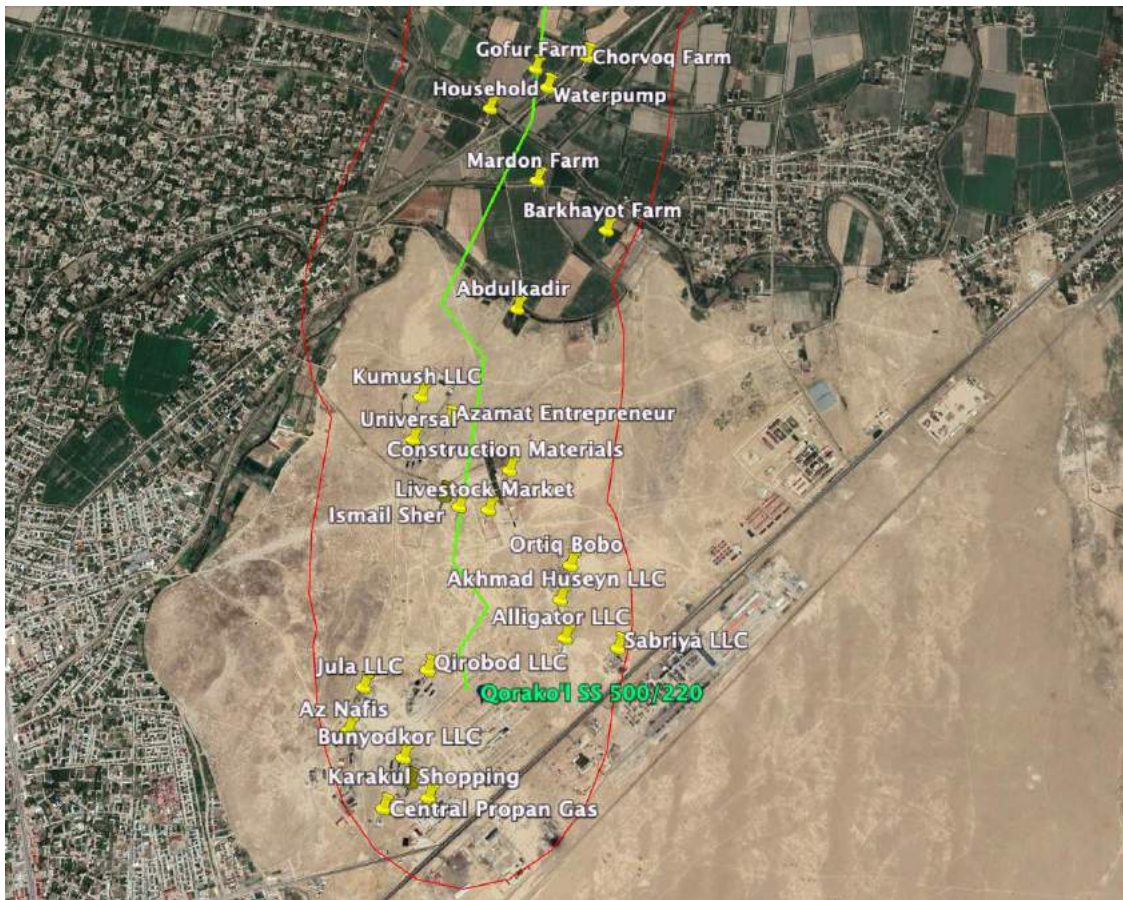 Gofur Farm
Chorvoq Farm
Household
Waterpump
Mardon Farm
Barkhayot Farm
Abdulkadir
Kumush LLC
Azamat Entrepreneur
Universal
Construction Materials
Livestock Market
Ismail Sher
Ortiq Bobo
Akhmad Huseyn LLC
Alligator LLC
Sabriya LLC
Qirobod LLC
Jula LLC
Qorako'l SS 500/220
Az Nafis
Bunyodkor LLC
Karakul Shopping
Central Propan Gas